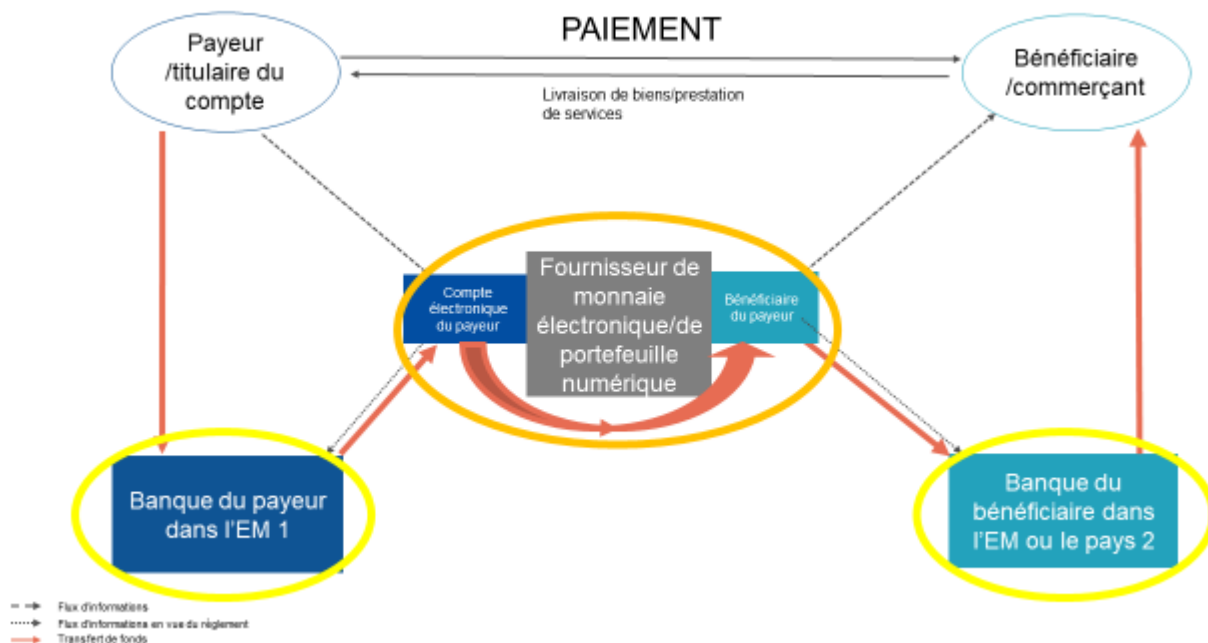 PAIEMENT
Payeur
/titulaire du
compte
Bénéficiaire
/commerçant
Livraison de biens/prestation
de services
Compte
électronique
du payeur
Fournisseur de
monnaie
électronique/de
portefeuille
numérique
Bénéficiaire
du payeur
Banque du payeur
dans l'EM 1
Banque du
bénéficiaire dans
l'EM ou le pays 2
Flux d'informations
Flux d'informations en vue du règlement
Transfert de fonds